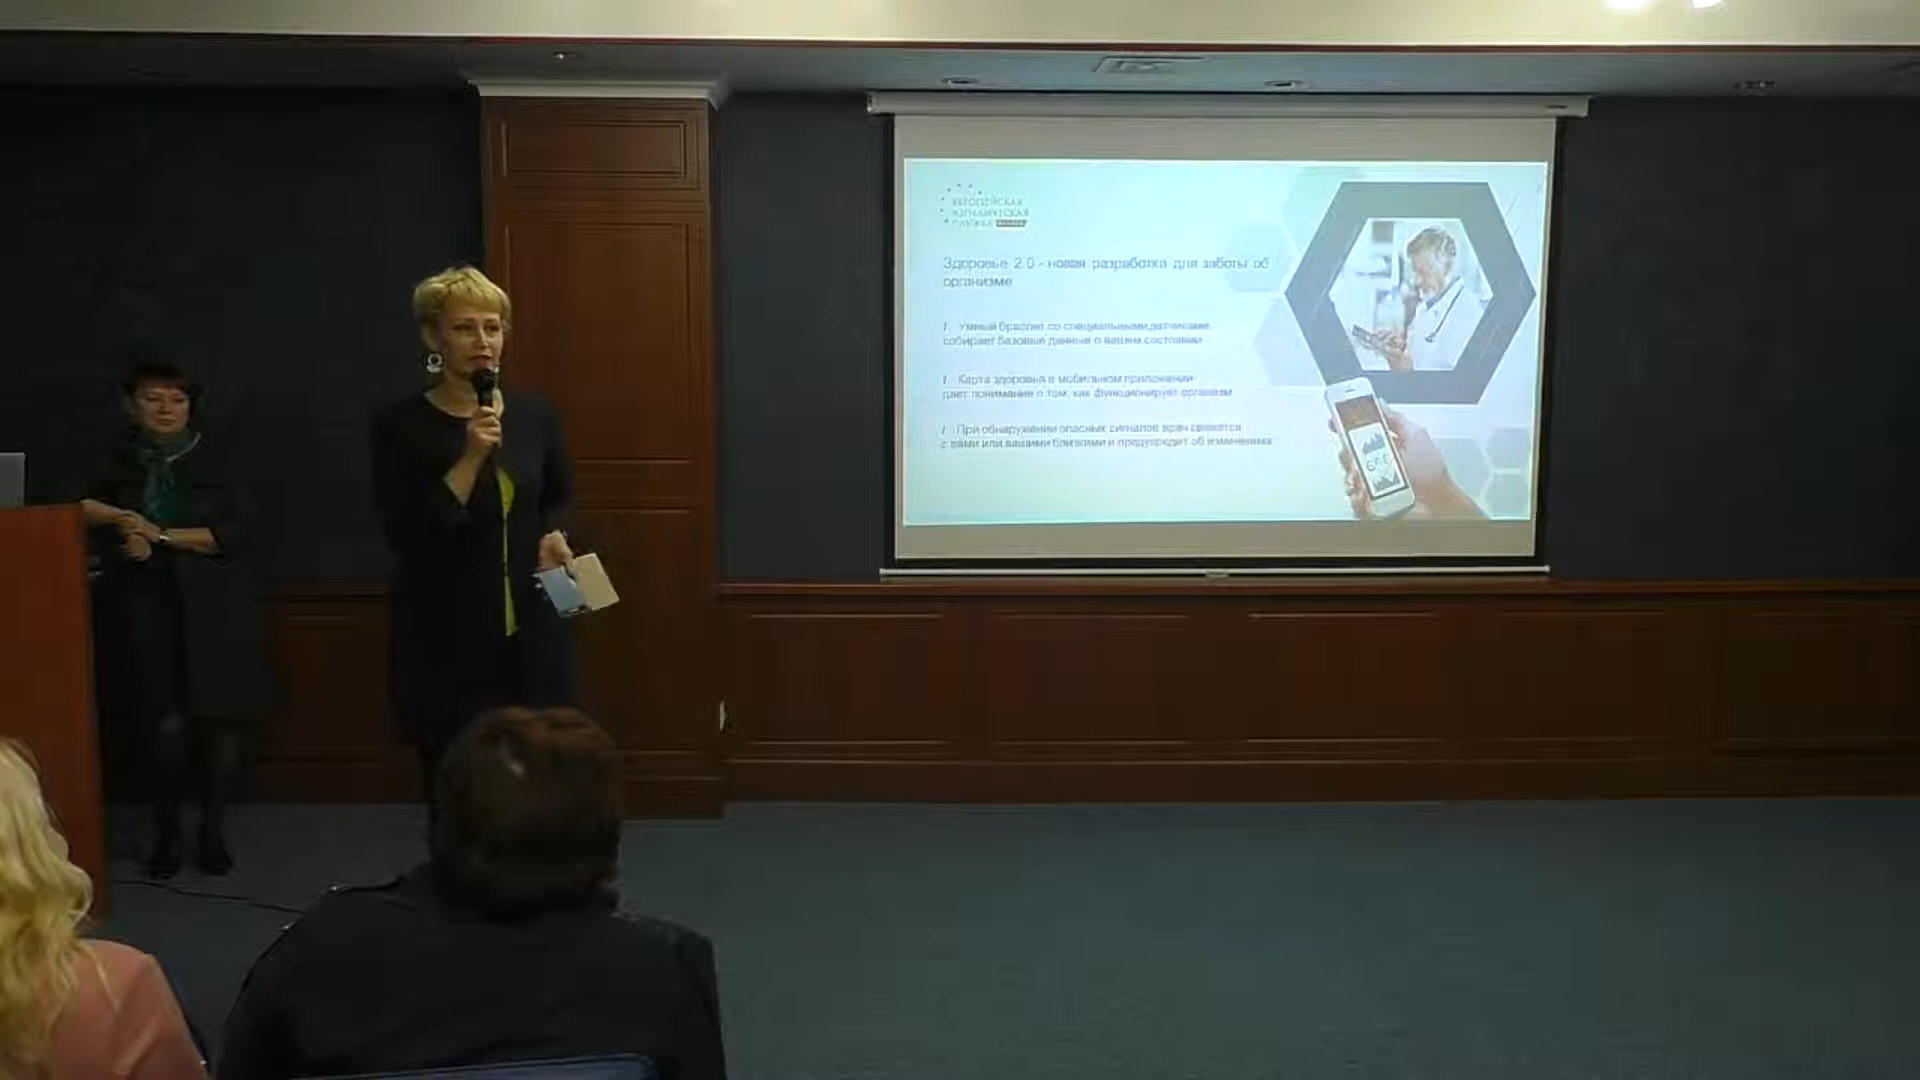 ЕВРОПЕЙСКАЯ
ЮРИДИЧЕСКАЯ
СЛУЖБА
Здоровье 2.0 - новая разработка для заботы об
организме
Умный браслет со специальными датчиками
собирает базовые данные о вашем состоянии
Карта здоровья в мобильном приложении
дает понимание о том, как функционирует организм
При обнаружении опасных сигналов врач свяжется
с вами или вашими близкими и предупредит об изменениях